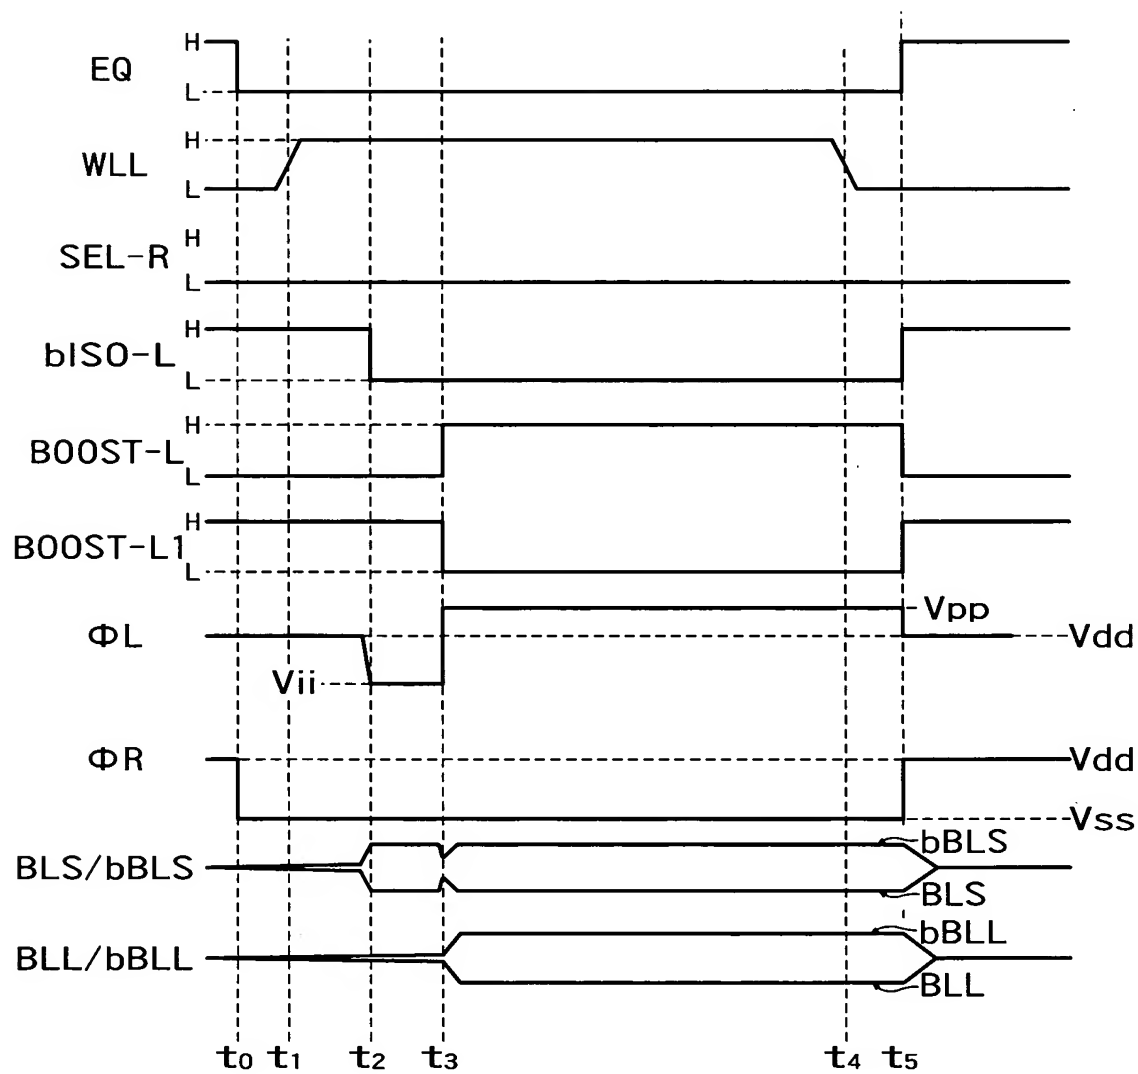 H
EQ
L
H
WLL
L
H
SEL-R
L
H
bISO-L
L
H
BOOST-L
L
H
BOOST-L1
L
Vpp
ΦL
Vdd
Vii
ΦR
Vdd
Vss
bBLS
BLS/bBLS
BLS
bBLL
BLL/bBLL
BLL
t0 t1 t2 t3 t4 t5